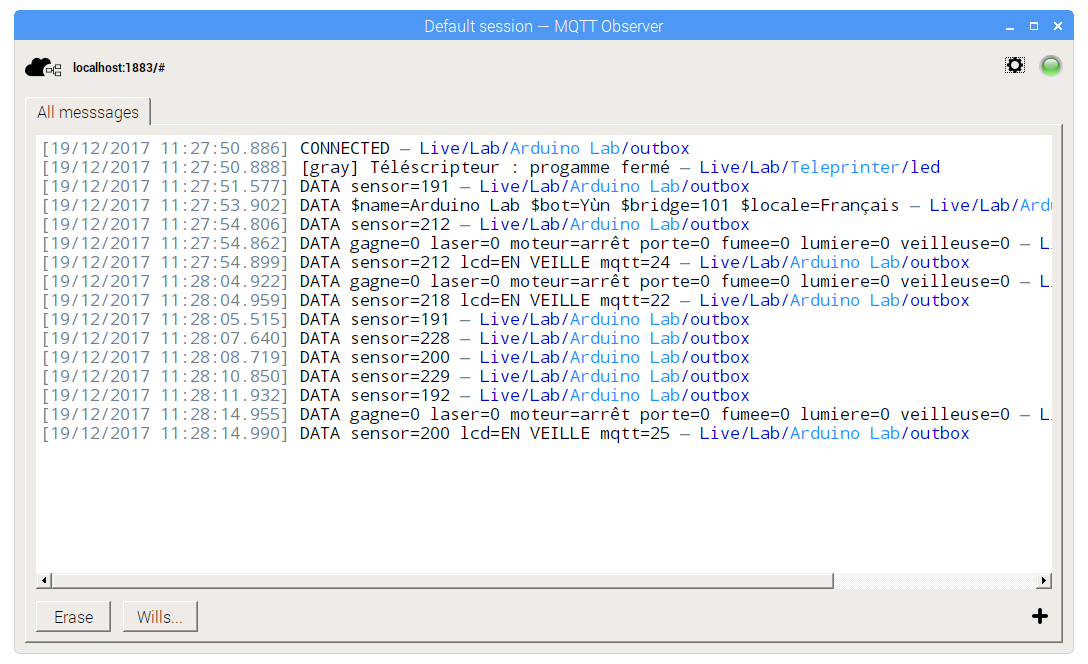 Default session — MQTT Observer
localhost:1883/#
All messsages
[19/12/2017 11:27:50.886] CONNECTED — Live/Lab/Arduino Lab/outbox
[19/12/2017 11:27:50.888] [gray] Téléscripteur : progamme fermé — Live/Lab/Teleprinter/led
[19/12/2017 11:27:51.577] DATA sensor=191 — Live/Lab/Arduino Lab/outbox
[19/12/2017 11:27:53.902] DATA $name=Arduino Lab $bot=Yùn $bridge=101 $locale=Français — Live/Lab/Ard
[19/12/2017 11:27:54.806] DATA sensor=212 — Live/Lab/Arduino Lab/outbox
[19/12/2017 11:27:54.862] DATA gagne=0 laser=0 moteur=arrêt porte=0 fumee=0 lumiere=0 veilleuse=0 — L
[19/12/2017 11:27:54.899] DATA sensor=212 lcd=EN VEILLE mqtt=24 — Live/Lab/Arduino Lab/outbox
[19/12/2017 11:28:04.922] DATA gagne=0 laser=0 moteur=arrêt porte=0 fumee=0 lumiere=0 veilleuse=0 — L
[19/12/2017 11:28:04.959] DATA sensor=218 lcd=EN VEILLE mqtt=22 — Live/Lab/Arduino Lab/outbox
[19/12/2017 11:28:05.515] DATA sensor=191 — Live/Lab/Arduino Lab/outbox
[19/12/2017 11:28:07.640] DATA sensor=228 — Live/Lab/Arduino Lab/outbox
[19/12/2017 11:28:08.719] DATA sensor=200 — Live/Lab/Arduino Lab/outbox
[19/12/2017 11:28:10.850] DATA sensor=229 — Live/Lab/Arduino Lab/outbox
[19/12/2017 11:28:11.932] DATA sensor=192 — Live/Lab/Arduino Lab/outbox
[19/12/2017 11:28:14.955] DATA gagne=0 laser=0 moteur=arrêt porte=0 fumee=0 lumiere=0 veilleuse=0 — L
[19/12/2017 11:28:14.990] DATA sensor=200 lcd=EN VEILLE mqtt=25 — Live/Lab/Arduino Lab/outbox
Erase
Wills...